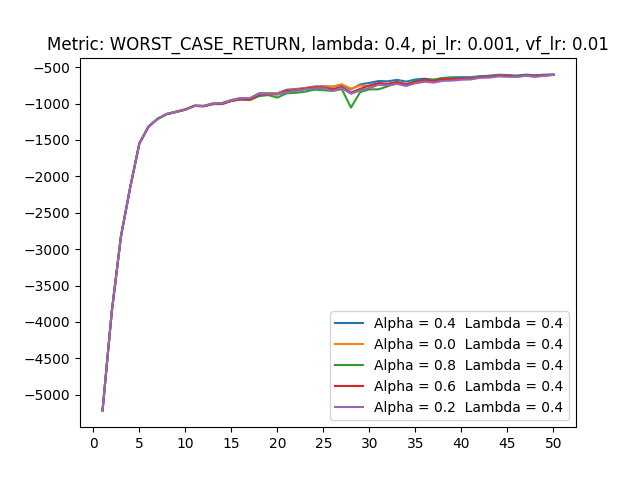 Metric: WORST_CASE_RETURN, lambda: 0.4, pi_lr: 0.001, vf_lr: 0.01
−500
−1000
−1500
−2000
−2500
−3000
−3500
−4000
−4500
−5000
Alpha = 0.4 Lambda = 0.4
Alpha = 0.0 Lambda = 0.4
Alpha = 0.8 Lambda = 0.4
Alpha = 0.6 Lambda = 0.4
Alpha = 0.2 Lambda = 0.4
0 5 10 15 20 25 30 35 40 45 50